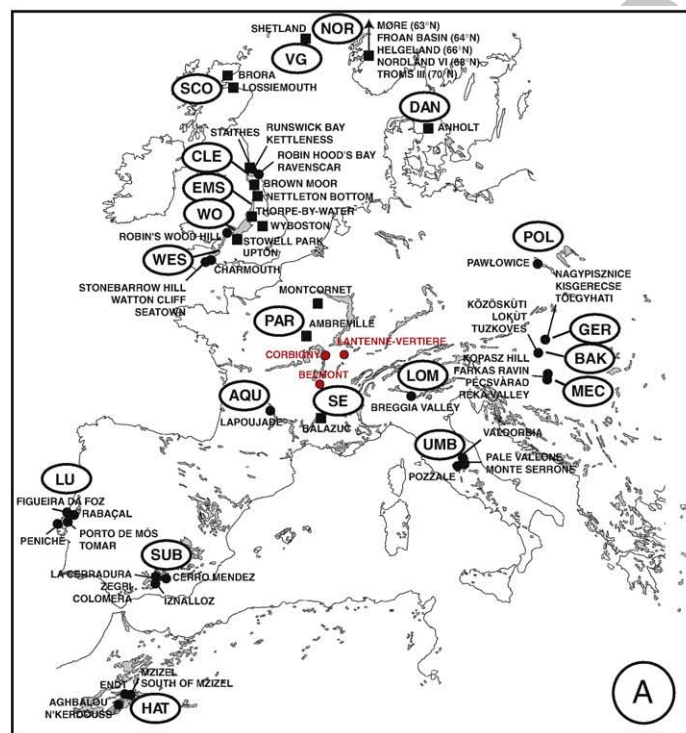 NOR
MØRE (63°N)
FROAN BASIN (64°N)
HELGELAND (66°N)
NORDLAND VI (68°N)
TROMS III (70°N)
SHETLAND
VG
SCO
BRORA
LOSSIEMOUTH
DAN
ANHOLT
RUNSWICK BAY
KETTLENESS
STAITHES
ROBIN HOOD'S BAY
RAVENSCAR
CLE
BROWN MOOR
NETTLETON BOTTOM
EMS
THORPE-BY-WATER
WYBOSTON
WO
ROBIN'S WOOD HILL
STOWELL PARK
UPTON
WES
CHARMOUTH
STONEBARROW HILL
WATTON CLIFF
SEATOWN
POL
PAWŁOWICE
NAGYPISZNICE
KISGERECSE
TÖLGYHÁTI
KÖZÖSKÚTI
LOKÚT
TUZKOVES
GER
BAK
KOPASZ HILL
FARKAS RAVIN
PÉCSVÁRAD
RÉKA VALLEY
MEC
MONTCORNET
PAR
AMBREVILLE
CORBIGNY
LANTENNE-VERTIERE
BELMONT
LOM
BREGGIA VALLEY
AQU
LAPOUJADE
SE
BALAZUC
UMB
VALDORBIA
PALE VALLONE
MONTE SERRONE
POZZALE
LU
FIGUEIRA DA FOZ
RABAÇAL
PENICHE
PORTO DE MÓS
TOMAR
SUB
LA CERRADURA
CERRO MENDEZ
ZEGRI
COLOMERA
IZNALLOZ
MZIZEL
SOUTH OF MZIZEL
ENDT
AGHBALOU
N'KERDOUSS
HAT
A